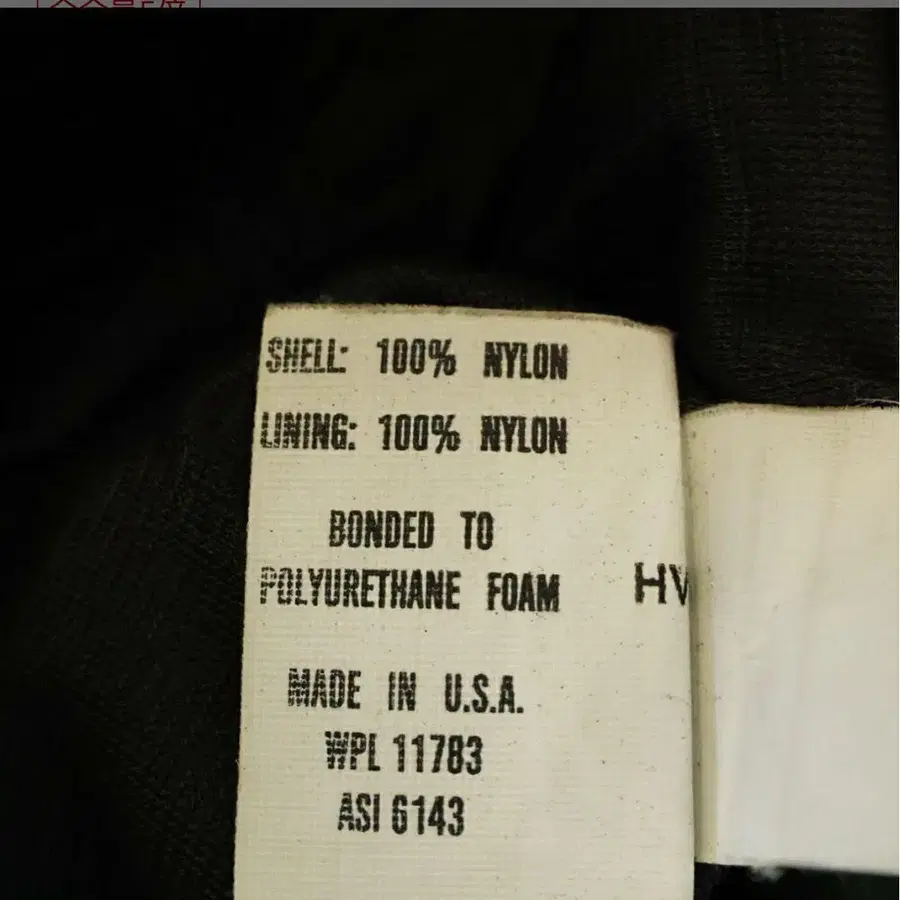 SHELL: 100% NYLON
LINING: 100% NYLON
BONDED TO
POLYURETHANE FOAM
HV
MADE IN U.S.A.
WPL 11783
ASI 6143